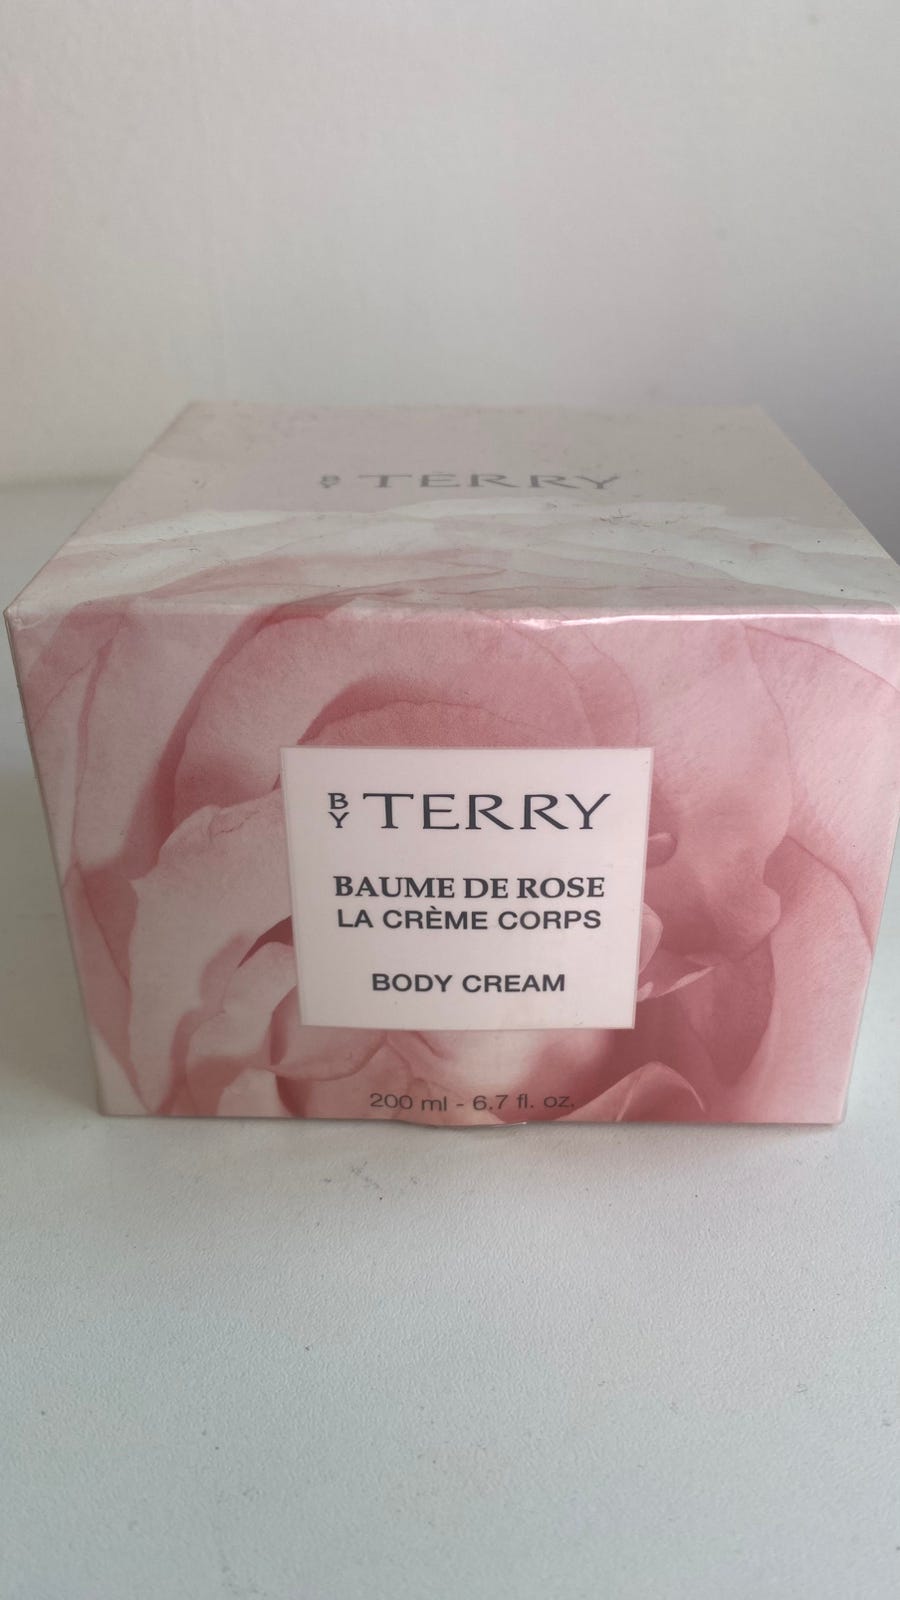 BY TERRY
BY TERRY
BAUME DE ROSE
LA CRÈME CORPS
BODY CREAM
200 ml - 6.7 fl. oz.